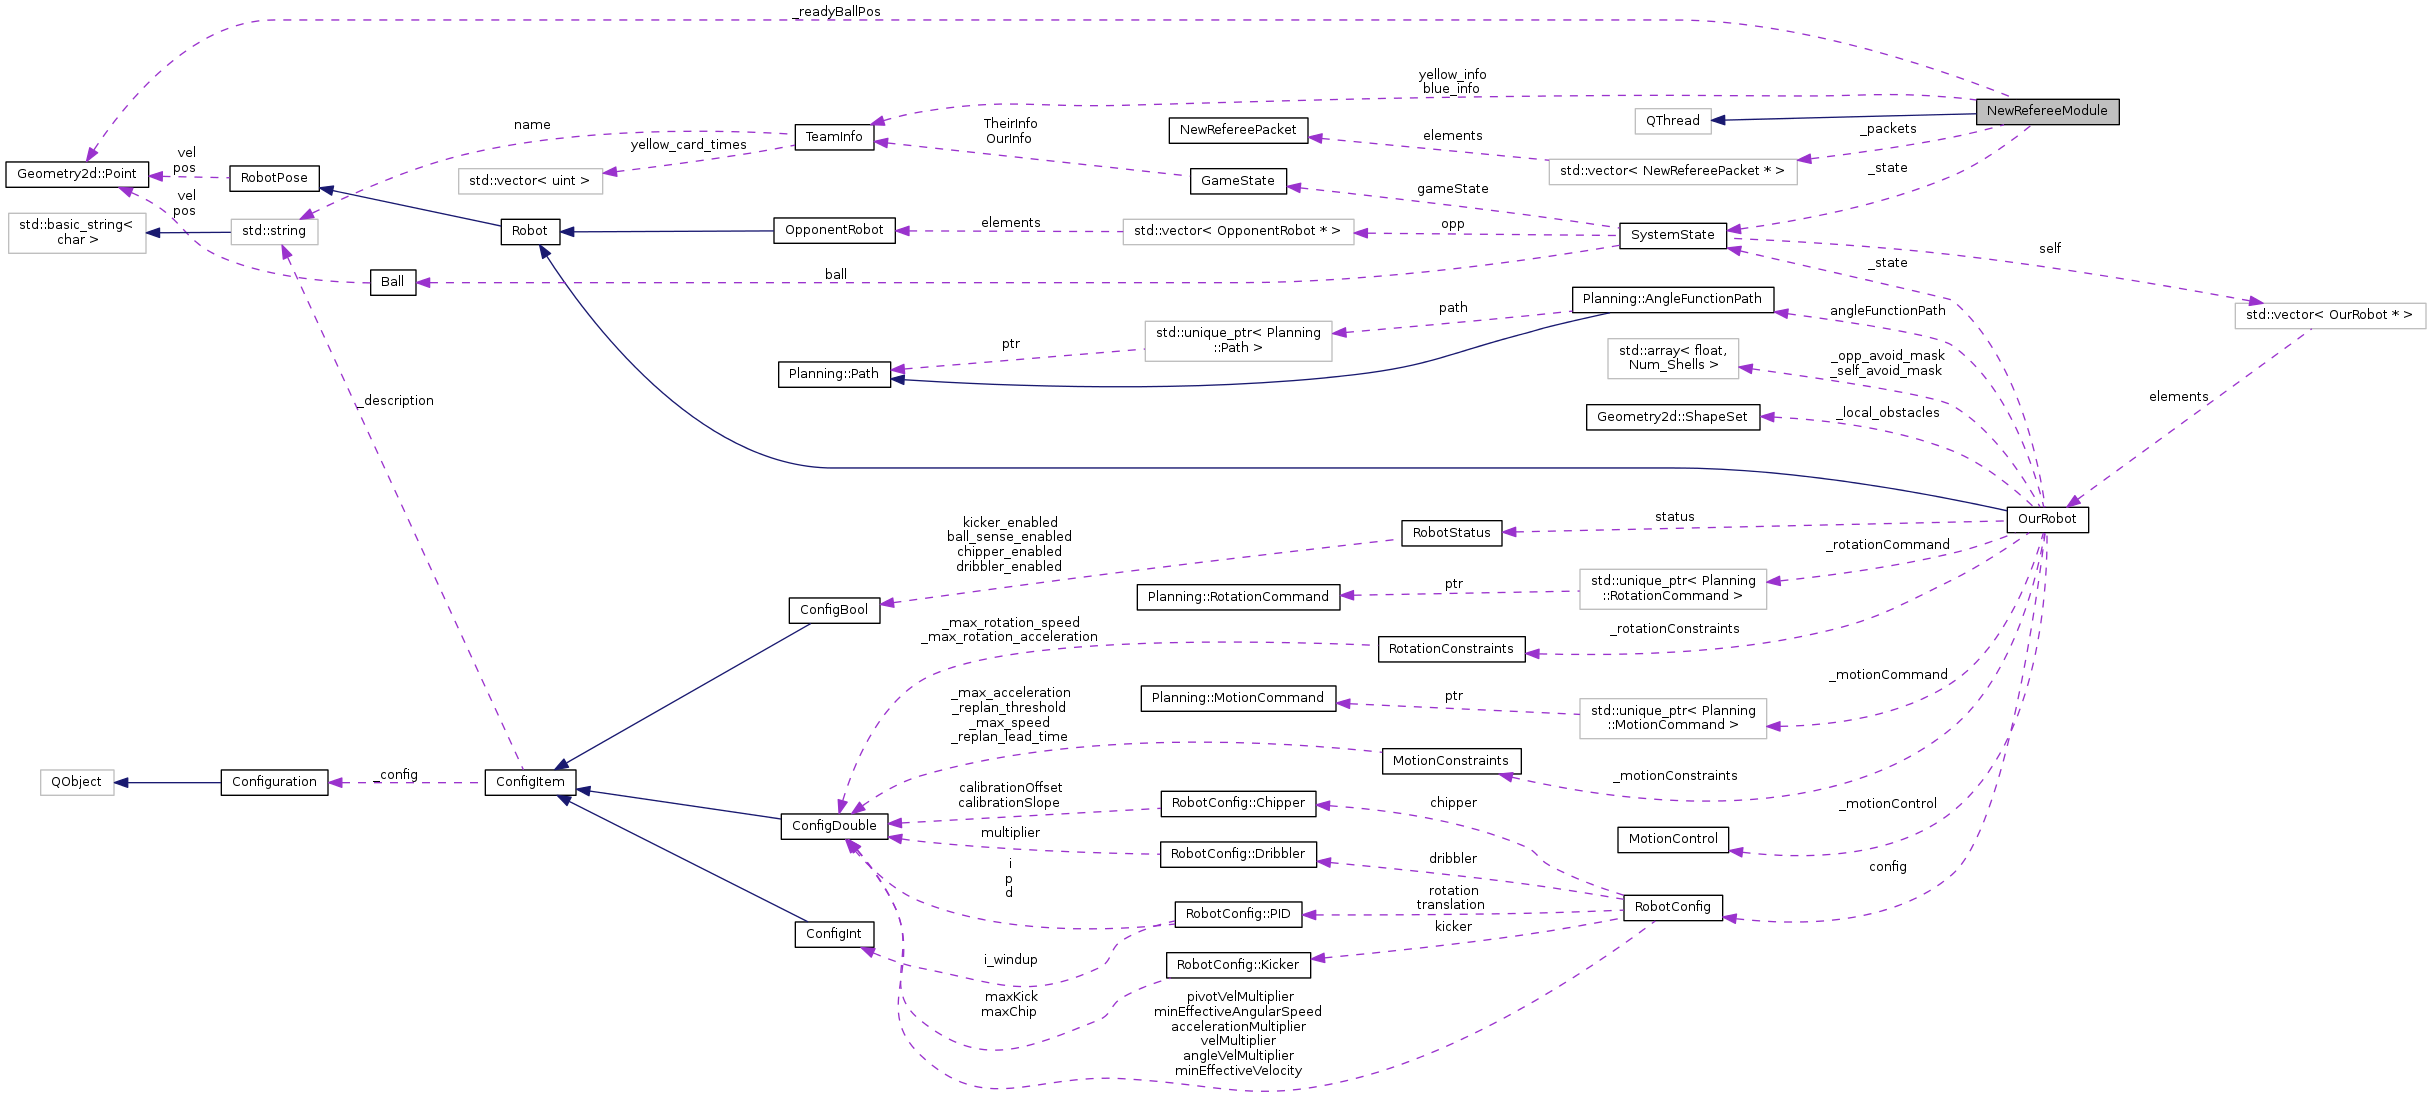 _readyBallPos
yellow_info
blue_info
NewRefereeModule
QThread
_packets
name
TheirInfo
OurInfo
NewRefereePacket
elements
TeamInfo
yellow_card_times
std::vector< NewRefereePacket * >
_state
vel
pos
Geometry2d::Point
RobotPose
std::vector< uint >
GameState
gameState
vel
pos
std::basic_string<
char >
std::string
Robot
OpponentRobot
elements
std::vector< OpponentRobot * >
opp
SystemState
self
_state
Ball
ball
Planning::AngleFunctionPath
angleFunctionPath
std::vector< OurRobot * >
path
std::unique_ptr< Planning
::Path >
ptr
Planning::Path
std::array< float,
Num_Shells >
_opp_avoid_mask
_self_avoid_mask
_description
Geometry2d::ShapeSet
_local_obstacles
elements
kicker_enabled
ball_sense_enabled
chipper_enabled
dribbler_enabled
RobotStatus
status
OurRobot
_rotationCommand
std::unique_ptr< Planning
::RotationCommand >
ptr
Planning::RotationCommand
ConfigBool
_max_rotation_speed
_max_rotation_acceleration
RotationConstraints
_rotationConstraints
_motionCommand
Planning::MotionCommand
ptr
std::unique_ptr< Planning
::MotionCommand >
_max_acceleration
_replan_threshold
_max_speed
_replan_lead_time
MotionConstraints
_motionConstraints
QObject
Configuration
_config
ConfigItem
calibrationOffset
calibrationSlope
RobotConfig::Chipper
chipper
_motionControl
ConfigDouble
multiplier
MotionControl
RobotConfig::Dribbler
dribbler
config
i
p
d
rotation
translation
RobotConfig::PID
RobotConfig
kicker
ConfigInt
i_windup
RobotConfig::Kicker
maxKick
maxChip
pivotVelMultiplier
minEffectiveAngularSpeed
accelerationMultiplier
velMultiplier
angleVelMultiplier
minEffectiveVelocity